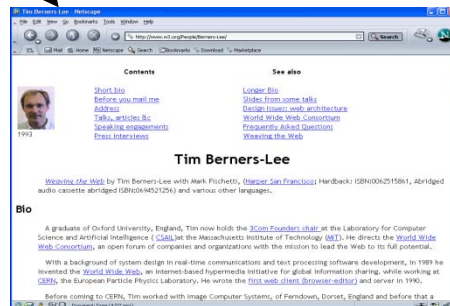 Tim Berners-Lee - Netscape
File Edit View Go Bookmarks Tools Window Help
http://www.w3.org/People/Berners-Lee/ Search
Mail Home Netscape Search Bookmarks Download Marketplace
Contents See also
Short bio Longer Bio
Before you mail me Slides from some talks
Address Design Issues: web architecture
Talks, articles &c World Wide Web Consortium
Speaking engagements Frequently Asked Questions
Press interviews Weaving the Web
1993
Tim Berners-Lee
Weaving the Web by Tim Berners-Lee with Mark Fischetti, (Harper San Francisco; Hardback: ISBN:0062515861, Abridged
audio cassette abridged ISBN:0694521256) and various other languages.
Bio
A graduate of Oxford University, England, Tim now holds the 3Com Founders chair at the Laboratory for Computer
Science and Artificial Intelligence ( CSAIL)at the Massachusetts Institute of Technology (MIT). He directs the World Wide
Web Consortium, an open forum of companies and organizations with the mission to lead the Web to its full potential.
With a background of system design in real-time communications and text processing software development, in 1989 he
invented the World Wide Web, an internet-based hypermedia initiative for global information sharing, while working at
CERN, the European Particle Physics Laboratory. He wrote the first web client (browser-editor) and server in 1990.
Before coming to CERN, Tim worked with Image Computer Systems, of Ferndown, Dorset, England and before that a